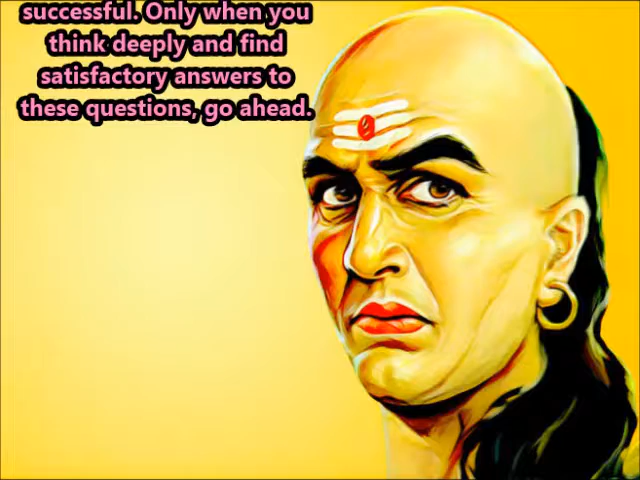 successful. Only when you
think deeply and find
satisfactory answers to
these questions, go ahead.